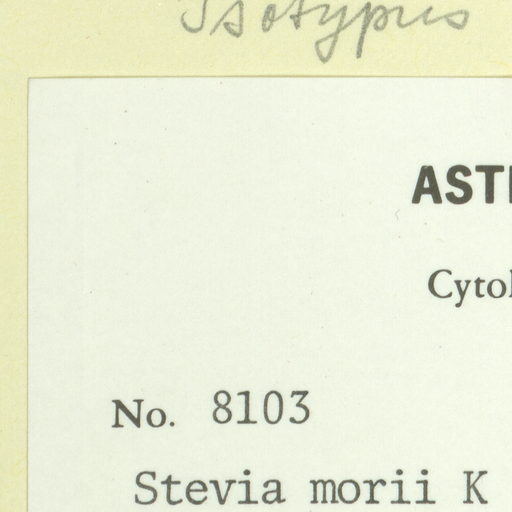 Isotypus
ASTE
Cytol
No. 8103
Stevia morii K